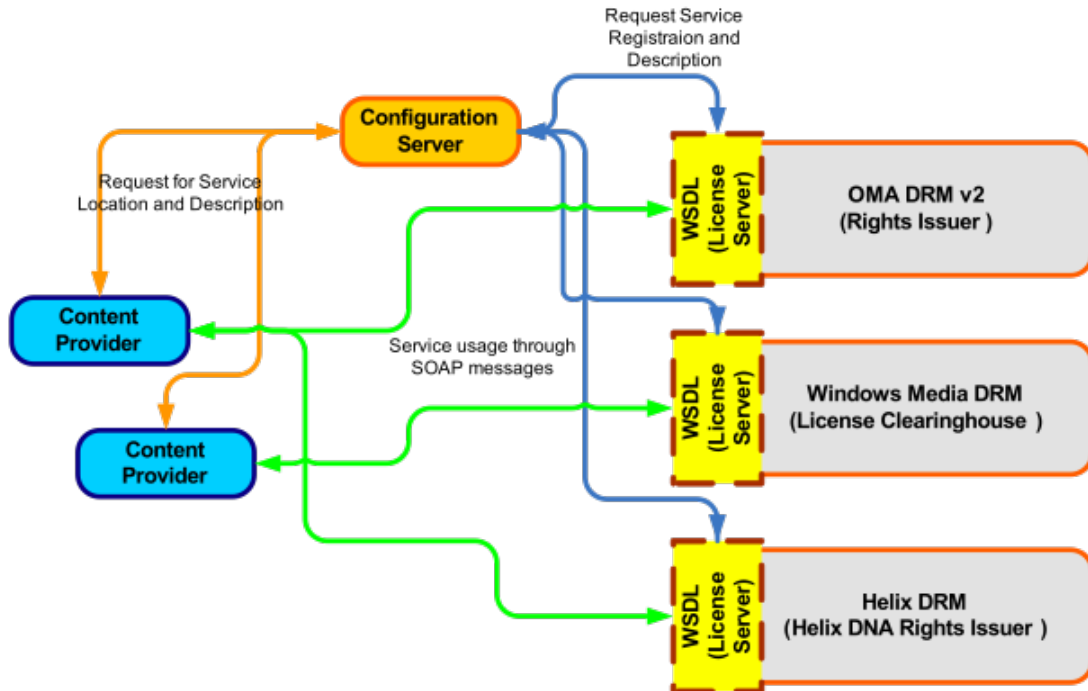 Request Service
Registraion and
Description
Configuration
Server
Request for Service
Location and Description
WSDL
(License
Server)
OMA DRM v2
(Rights Issuer )
Content
Provider
Service usage through
SOAP messages
WSDL
(License
Server)
Windows Media DRM
(License Clearinghouse )
Content
Provider
WSDL
(License
Server)
Helix DRM
(Helix DNA Rights Issuer )